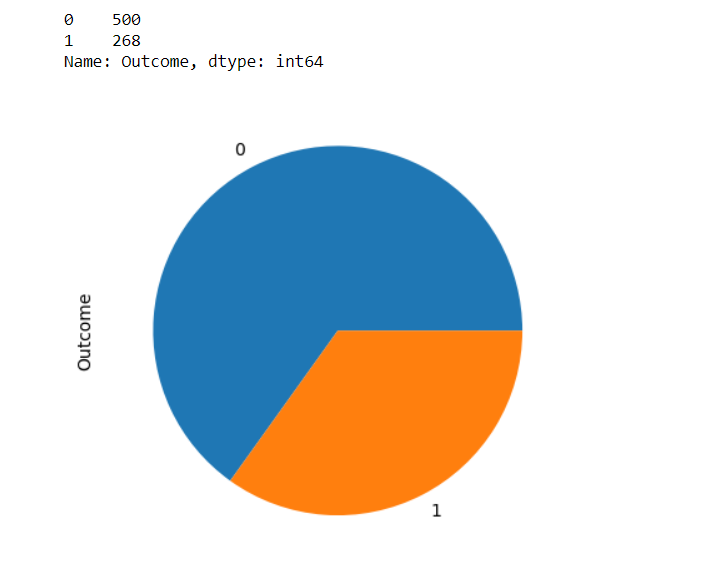 0    500
1    268
Name: Outcome, dtype: int64
0
Outcome
1